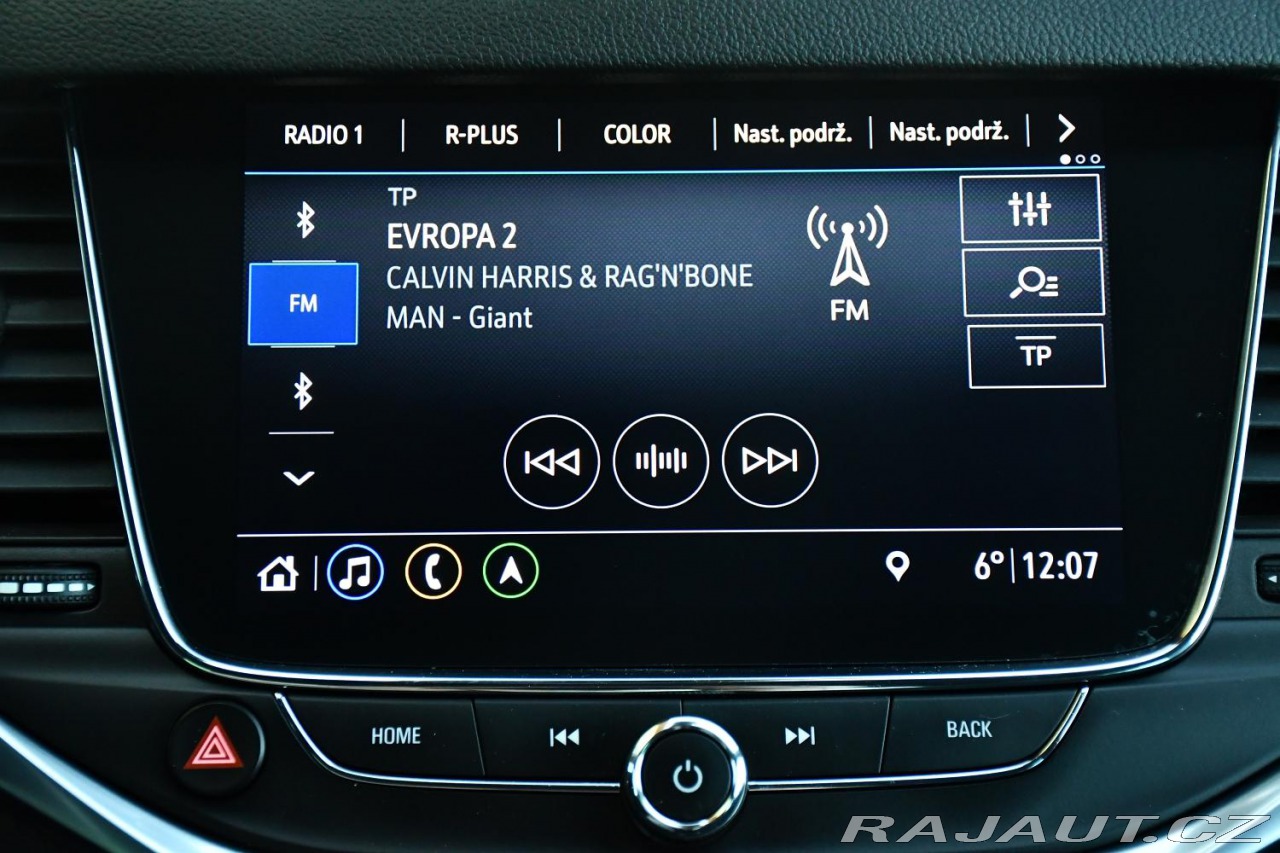 RADIO 1 | R-PLUS | COLOR | Nast. podrž. | Nast. podrž. |
TP
EVROPA 2
CALVIN HARRIS & RAG'N'BONE
MAN - Giant
FM
FM
TP
6° | 12:07
HOME
BACK
RAJAUT.CZ